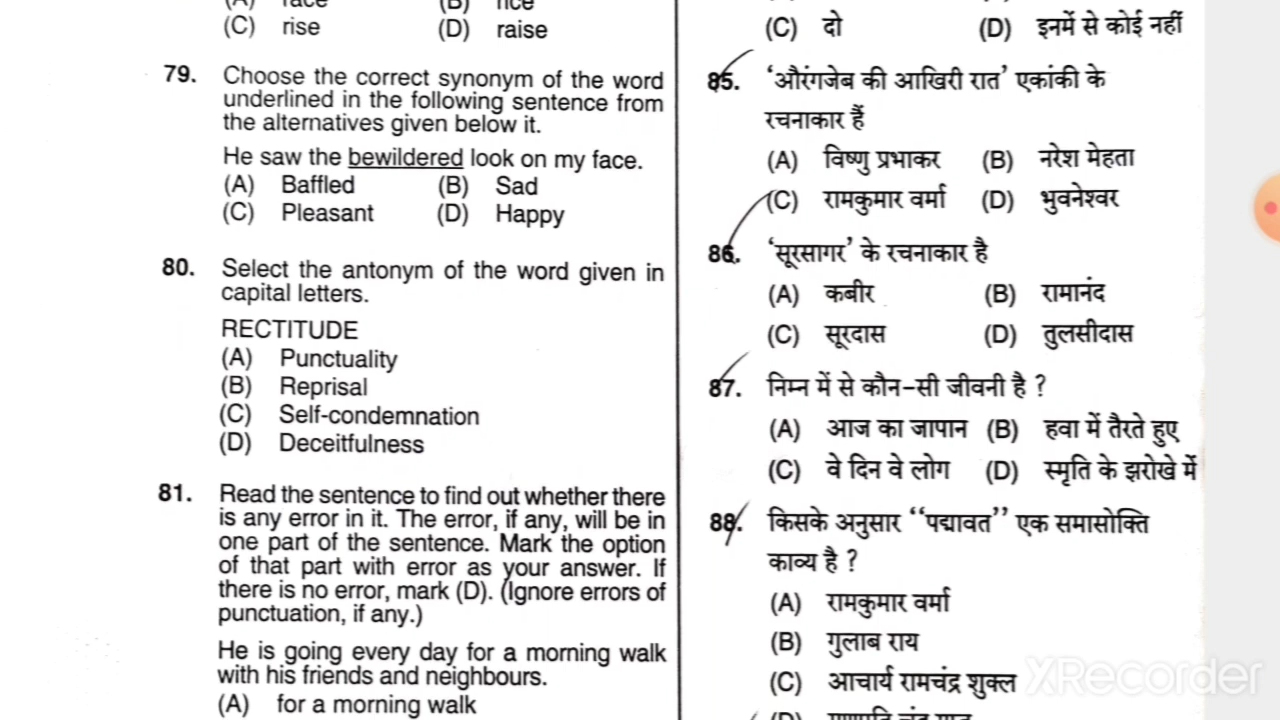 (A) race (B) rice
(C) rise (D) raise
79. Choose the correct synonym of the word
underlined in the following sentence from
the alternatives given below it.
He saw the bewildered look on my face.
(A) Baffled (B) Sad
(C) Pleasant (D) Happy
80. Select the antonym of the word given in
capital letters.
RECTITUDE
(A) Punctuality
(B) Reprisal
(C) Self-condemnation
(D) Deceitfulness
81. Read the sentence to find out whether there
is any error in it. The error, if any, will be in
one part of the sentence. Mark the option
of that part with error as your answer. If
there is no error, mark (D). (Ignore errors of
punctuation, if any.)
He is going every day for a morning walk
with his friends and neighbours.
(A) for a morning walk
(C) दो (D) इनमें से कोई नहीं
85. ‘औरंगजेब की आखिरी रात’ एकांकी के
रचनाकार हैं
(A) विष्णु प्रभाकर (B) नरेश मेहता
(C) रामकुमार वर्मा (D) भुवनेश्वर
86. ‘सूरसागर’ के रचनाकार है
(A) कबीर (B) रामानंद
(C) सूरदास (D) तुलसीदास
87. निम्न में से कौन-सी जीवनी है ?
(A) आज का जापान (B) हवा में तैरते हुए
(C) वे दिन वे लोग (D) स्मृति के झरोखे में
88. किसके अनुसार ‘‘पद्मावत’’ एक समासोक्ति
काव्य है ?
(A) रामकुमार वर्मा
(B) गुलाब राय
(C) आचार्य रामचंद्र शुक्ल
(D)
XRecorder